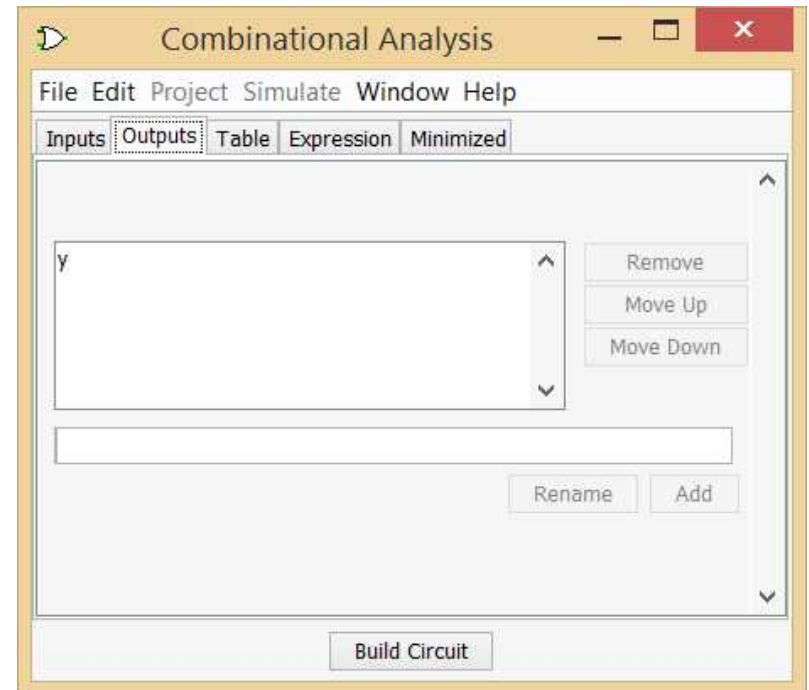 Combinational Analysis
File Edit Project Simulate Window Help
Inputs Outputs Table Expression Minimized
y
Remove
Move Up
Move Down
Rename Add
Build Circuit